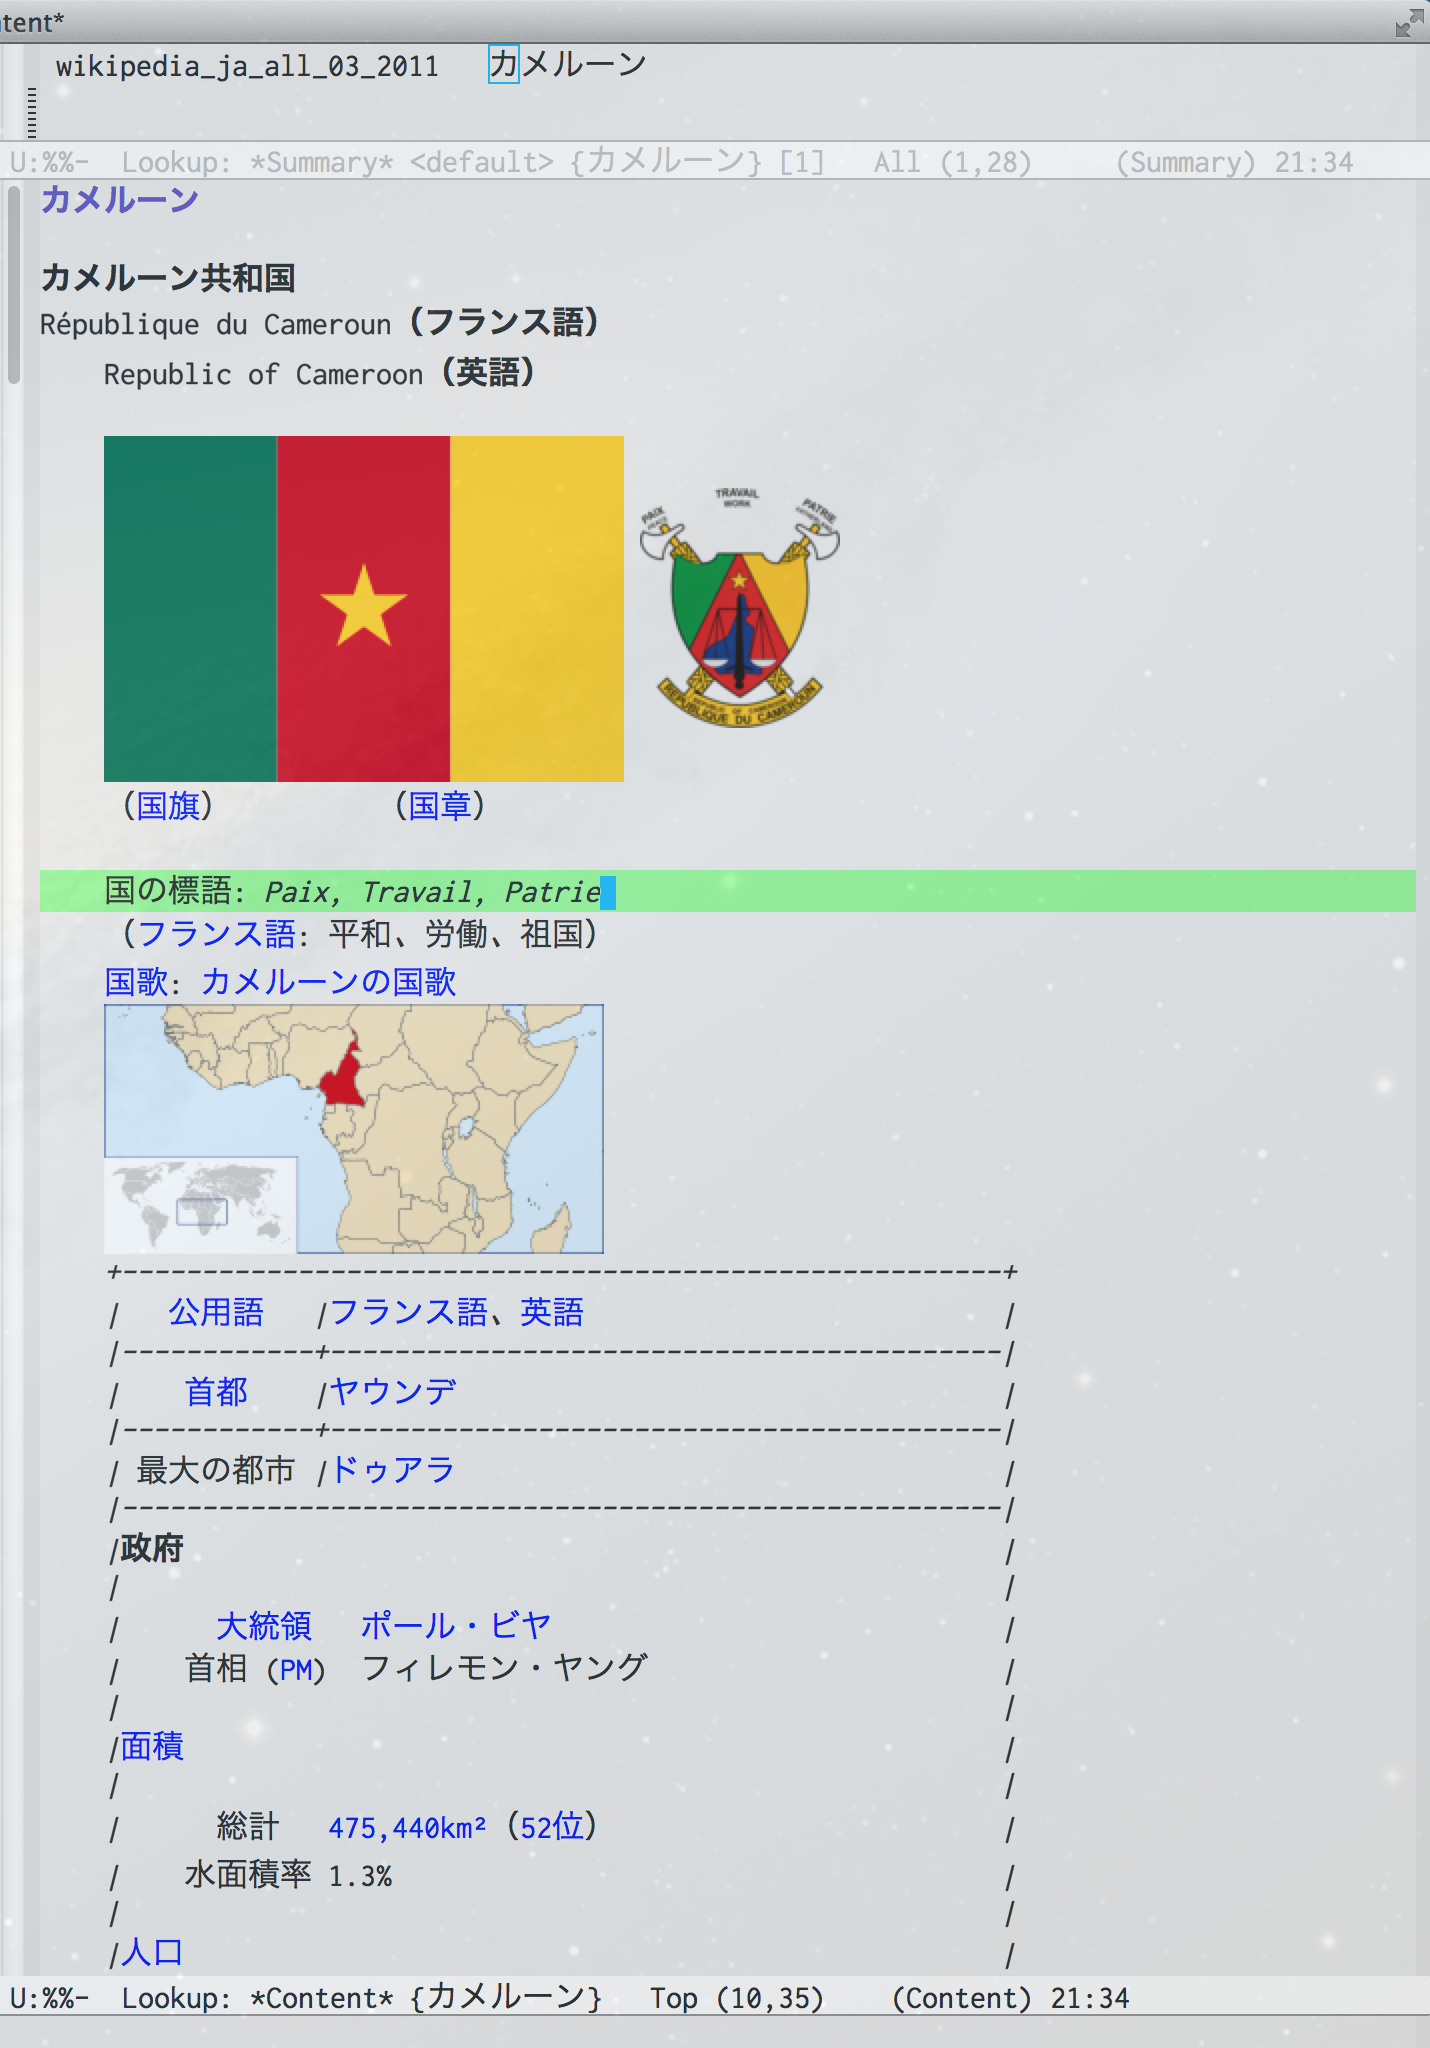 tent*
wikipedia_ja_all_03_2011 カメルーン
U:%%- Lookup: *Summary* <default> {カメルーン} [1] All (1,28) (Summary) 21:34
カメルーン
カメルーン共和国
République du Cameroun（フランス語）
Republic of Cameroon（英語）
TRAVAIL
WORK
PAIX
PATRIE
REPUBLIC OF CAMEROON
REPUBLIQUE DU CAMEROUN
（国旗） （国章）
国の標語: Paix, Travail, Patrie
（フランス語: 平和、労働、祖国）
国歌: カメルーンの国歌
公用語 /フランス語、英語
首都 /ヤウンデ
最大の都市 /ドゥアラ
政府
大統領 ポール・ビヤ
首相 (PM) フィレモン・ヤング
面積
総計 475,440km²（52位）
水面積率 1.3%
人口
U:%%- Lookup: *Content* {カメルーン} Top (10,35) (Content) 21:34